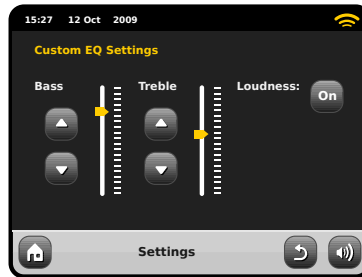 15:27 12 Oct 2009
Custom EQ Settings
Bass Treble Loudness:
On
Settings